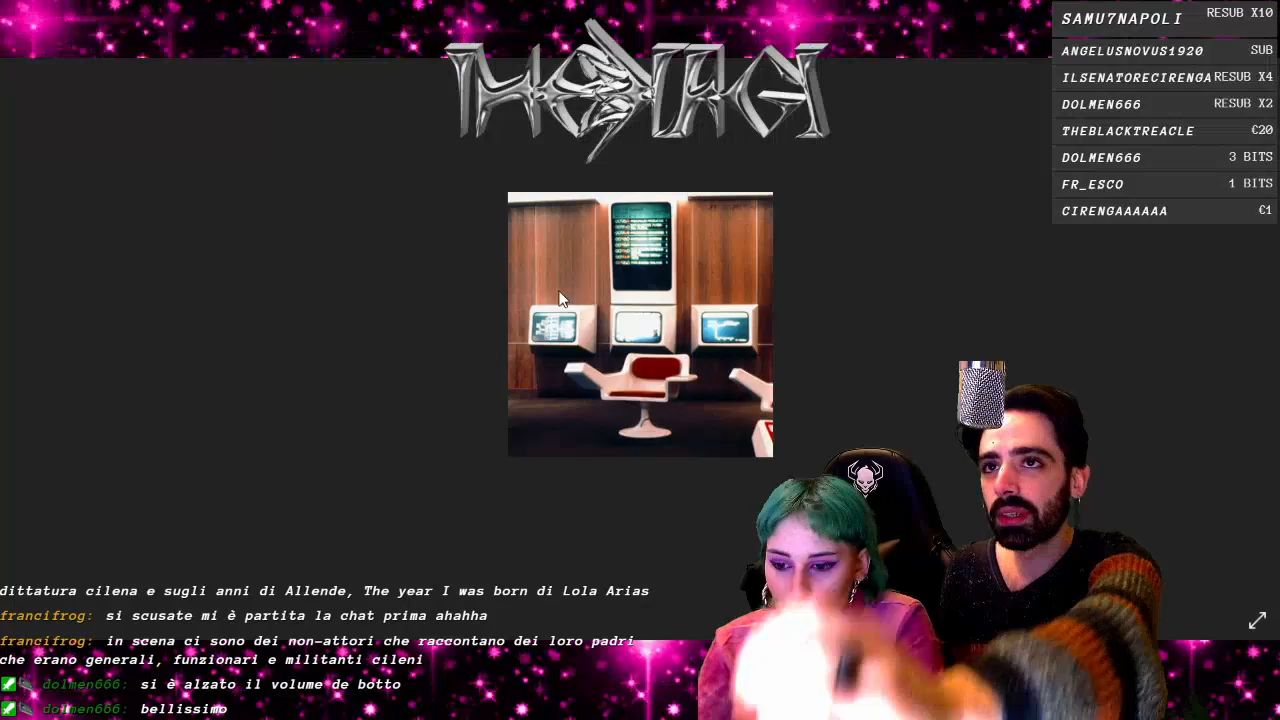 SAMU7NAPOLI RESUB X10
ANGELUSNOVUS1920 SUB
ILSENATORECIRENGA RESUB X4
DOLMEN666 RESUB X2
THEBLACKTREACLE €20
DOLMEN666 3 BITS
FR_ESCO 1 BITS
CIRENGAAAAAA €1
dittatura cilena e sugli anni di Allende, The year I was born di Lola Arias
francifrog: si scusate mi è partita la chat prima ahahha
francifrog: in scena ci sono dei non-attori che raccontano dei loro padri
che erano generali, funzionari e militanti cileni
dolmen666: si è alzato il volume de botto
dolmen666: bellissimo